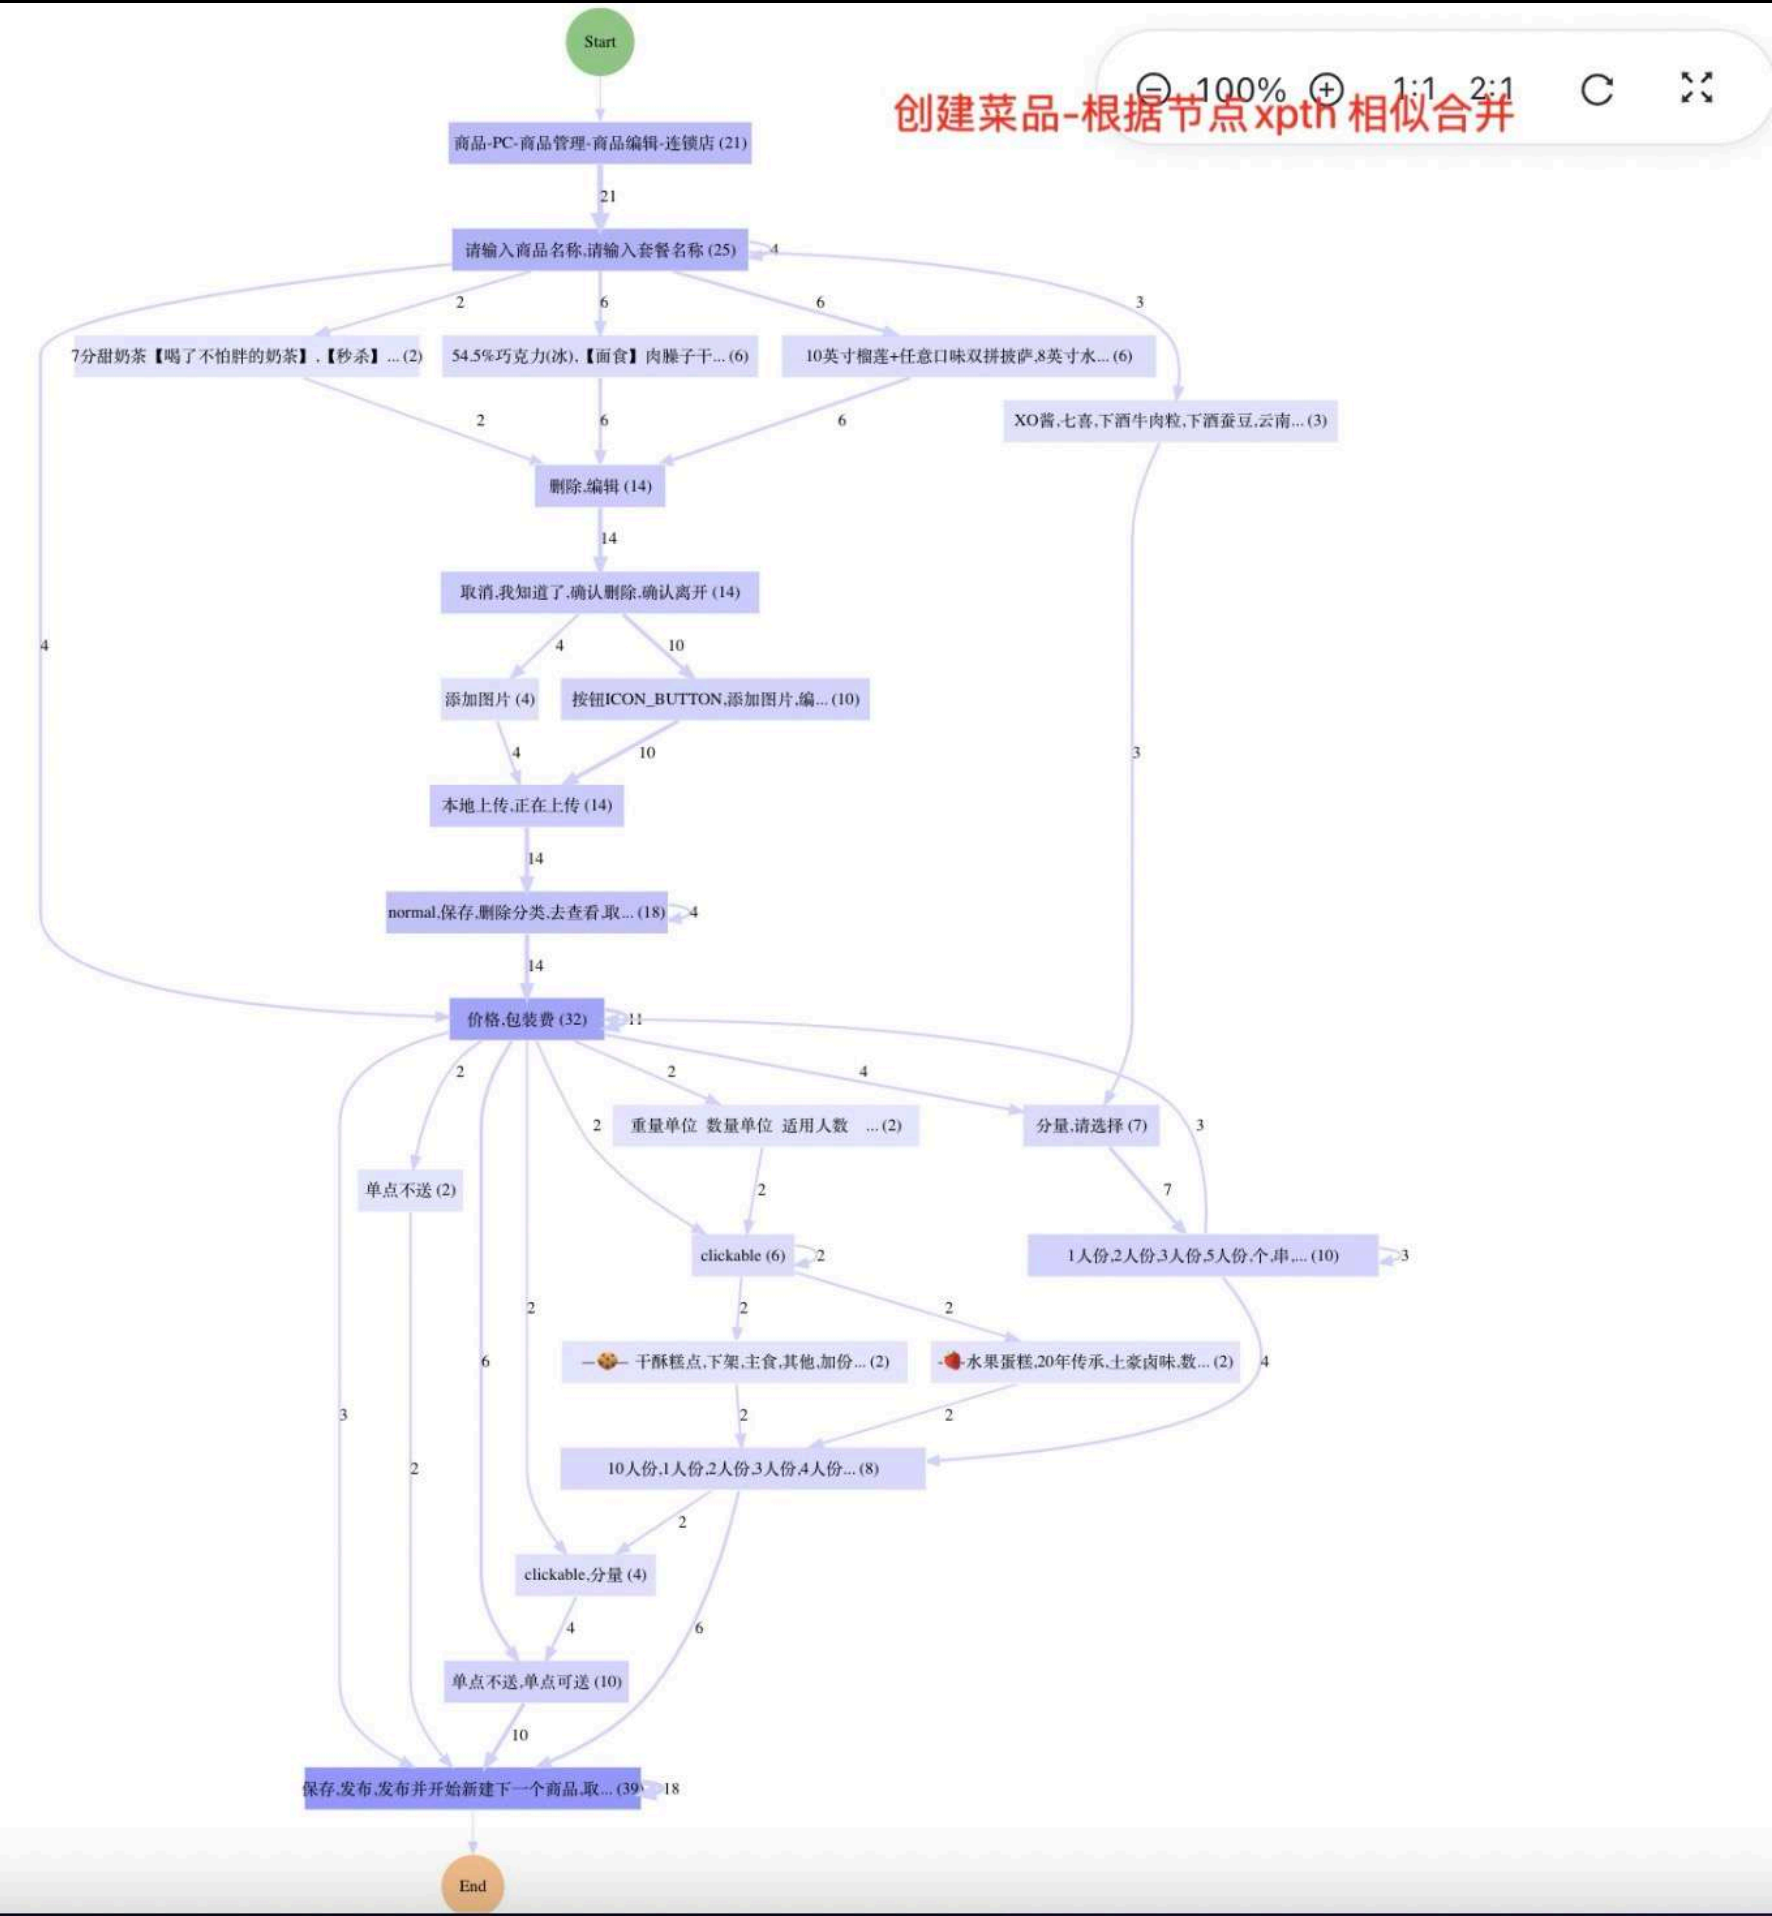 Start
100% 1:1 2:1
创建菜品-根据节点xpth 相似合并
商品-PC-商品管理-商品编辑-连锁店 (21)
21
请输入商品名称,请输入套餐名称 (25)
4
2
6
6
3
7分甜奶茶【喝了不怕胖的奶茶】,【秒杀】... (2)
54.5%巧克力(冰),【面食】肉臊子干... (6)
10英寸榴莲+任意口味双拼披萨,8英寸水... (6)
XO酱,七喜,下酒牛肉粒,下酒蚕豆,云南... (3)
2
6
6
删除,编辑 (14)
14
取消,我知道了,确认删除,确认离开 (14)
4
4
10
添加图片 (4)
按钮ICON_BUTTON,添加图片,编... (10)
4
10
3
本地上传,正在上传 (14)
14
normal,保存,删除分类,去查看,取... (18)
4
14
价格,包装费 (32)
11
2
2
4
2
重量单位 数量单位 适用人数 ... (2)
分量,请选择 (7)
3
单点不送 (2)
2
7
clickable (6)
2
1人份,2人份,3人份,5人份,个,串,... (10)
3
2
2
2
6
干酥糕点,下架,主食,其他,加份... (2)
水果蛋糕,20年传承,土豪卤味,数... (2)
4
3
2
2
2
10人份,1人份,2人份,3人份,4人份... (8)
2
clickable,分量 (4)
4
6
单点不送,单点可送 (10)
10
保存,发布,发布并开始新建下一个商品,取... (39)
18
End